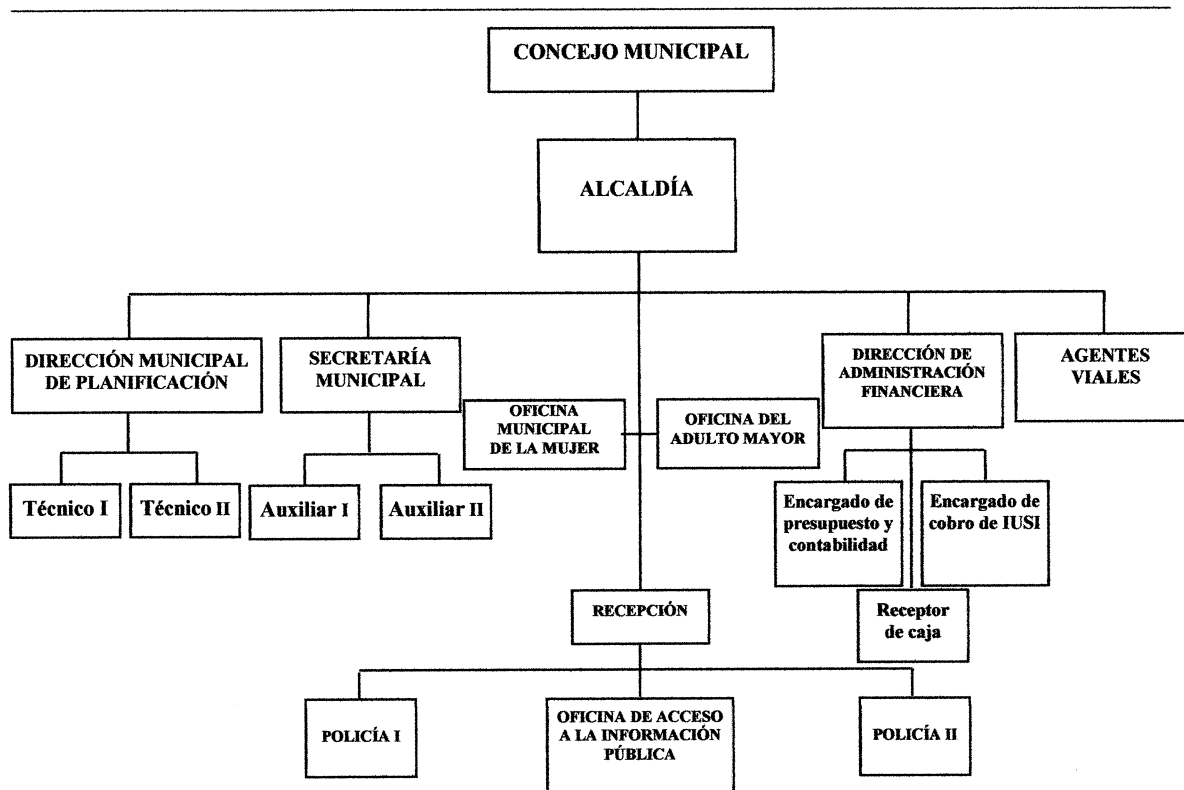 CONCEJO MUNICIPAL
ALCALDÍA
DIRECCIÓN MUNICIPAL
DE PLANIFICACIÓN
SECRETARÍA
MUNICIPAL
DIRECCIÓN DE
ADMINISTRACIÓN
FINANCIERA
AGENTES
VIALES
OFICINA
MUNICIPAL
DE LA MUJER
OFICINA DEL
ADULTO MAYOR
Técnico I
Técnico II
Auxiliar I
Auxiliar II
Encargado de
presupuesto y
contabilidad
Encargado de
cobro de IUSI
RECEPCIÓN
Receptor
de caja
POLICÍA I
OFICINA DE ACCESO
A LA INFORMACIÓN
PÚBLICA
POLICÍA II